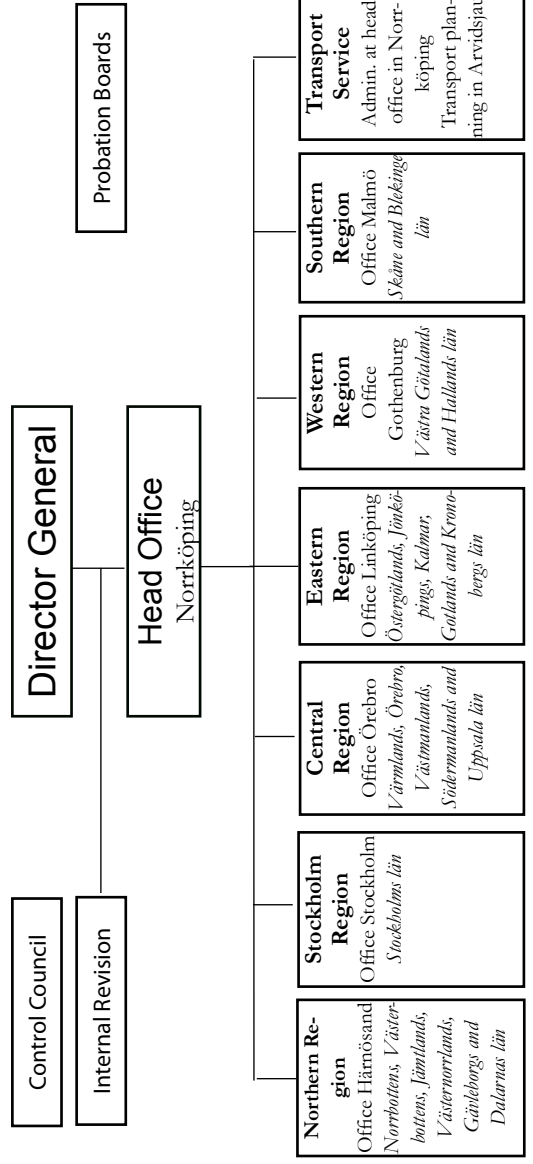 Control Council
Internal Revision
Director General
Head Office
Norrköping
Probation Boards
Northern Re-
gion
Office Härnösand
Norrbottens, Väster-
bottens, Jämtlands,
Västernorrlands,
Gävleborgs and
Dalarnas län
Stockholm
Region
Office Stockholm
Stockholms län
Central
Region
Office Örebro
Värmlands, Örebro,
Västmanlands,
Södermanlands and
Uppsala län
Eastern
Region
Office Linköping
Östergötlands, Jönkö-
pings, Kalmar,
Gotlands and Krono-
bergs län
Western
Region
Office
Gothenburg
Västra Götalands
and Hallands län
Southern
Region
Office Malmö
Skåne and Blekinge
län
Transport
Service
Admin. at head
office in Norr-
köping
Transport plan-
ning in Arvidsjaur